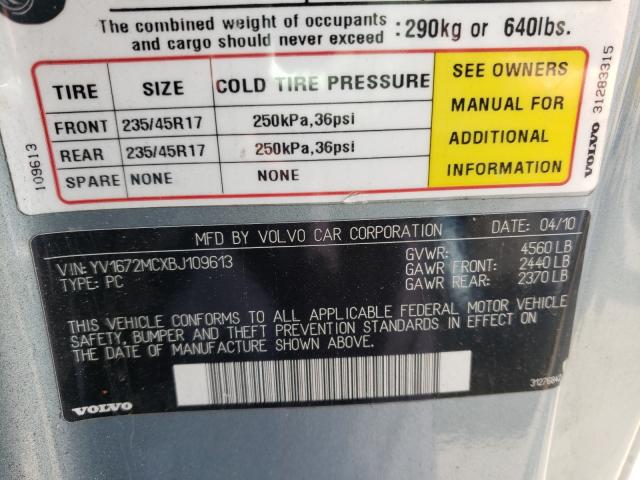 The combined weight of occupants
and cargo should never exceed :290kg or 640lbs.
TIRE SIZE COLD TIRE PRESSURE
FRONT 235/45R17 250kPa,36psi
REAR 235/45R17 250kPa,36psi
SPARE NONE NONE
SEE OWNERS
MANUAL FOR
ADDITIONAL
INFORMATION
109613
VOLVO 31283315
MFD BY VOLVO CAR CORPORATION DATE: 04/10
VIN: YV1672MCXBJ109613
TYPE: PC
GVWR: 4560 LB
GAWR FRONT: 2440 LB
GAWR REAR: 2370 LB
THIS VEHICLE CONFORMS TO ALL APPLICABLE FEDERAL MOTOR VEHICLE
SAFETY, BUMPER AND THEFT PREVENTION STANDARDS IN EFFECT ON
THE DATE OF MANUFACTURE SHOWN ABOVE.
VOLVO